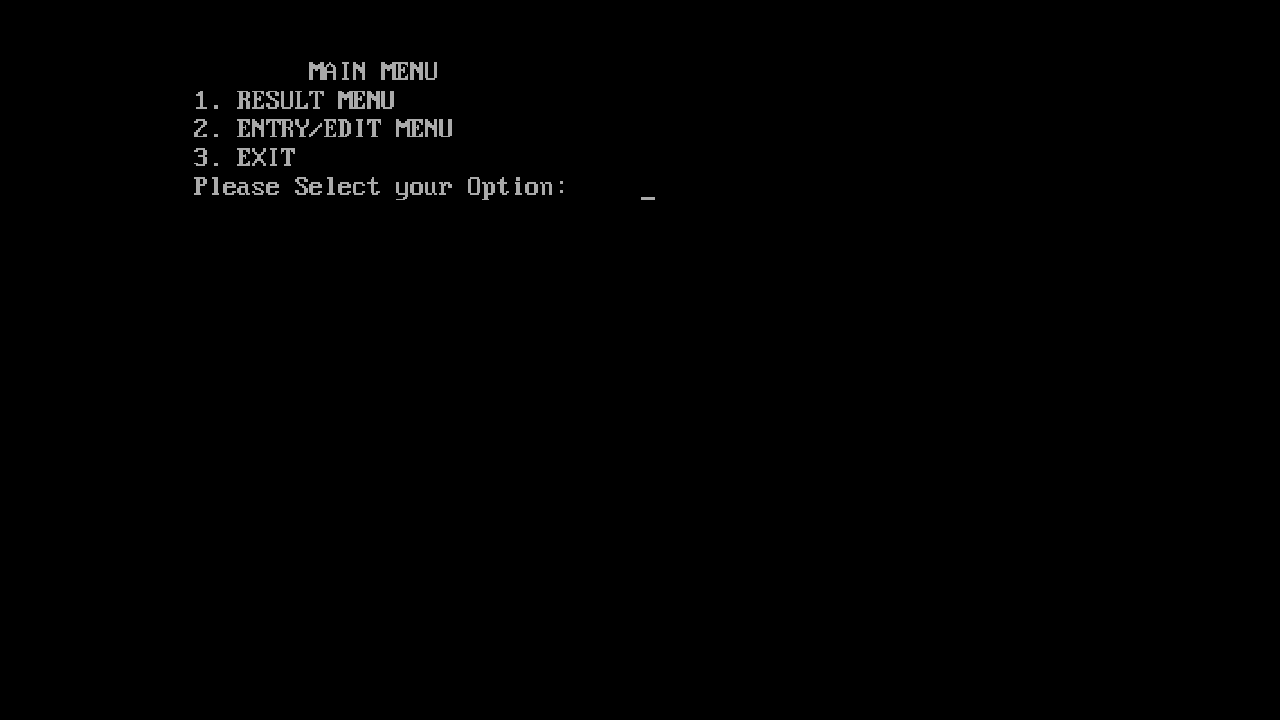 MAIN MENU
1. RESULT MENU
2. ENTRY/EDIT MENU
3. EXIT
Please Select your Option: _